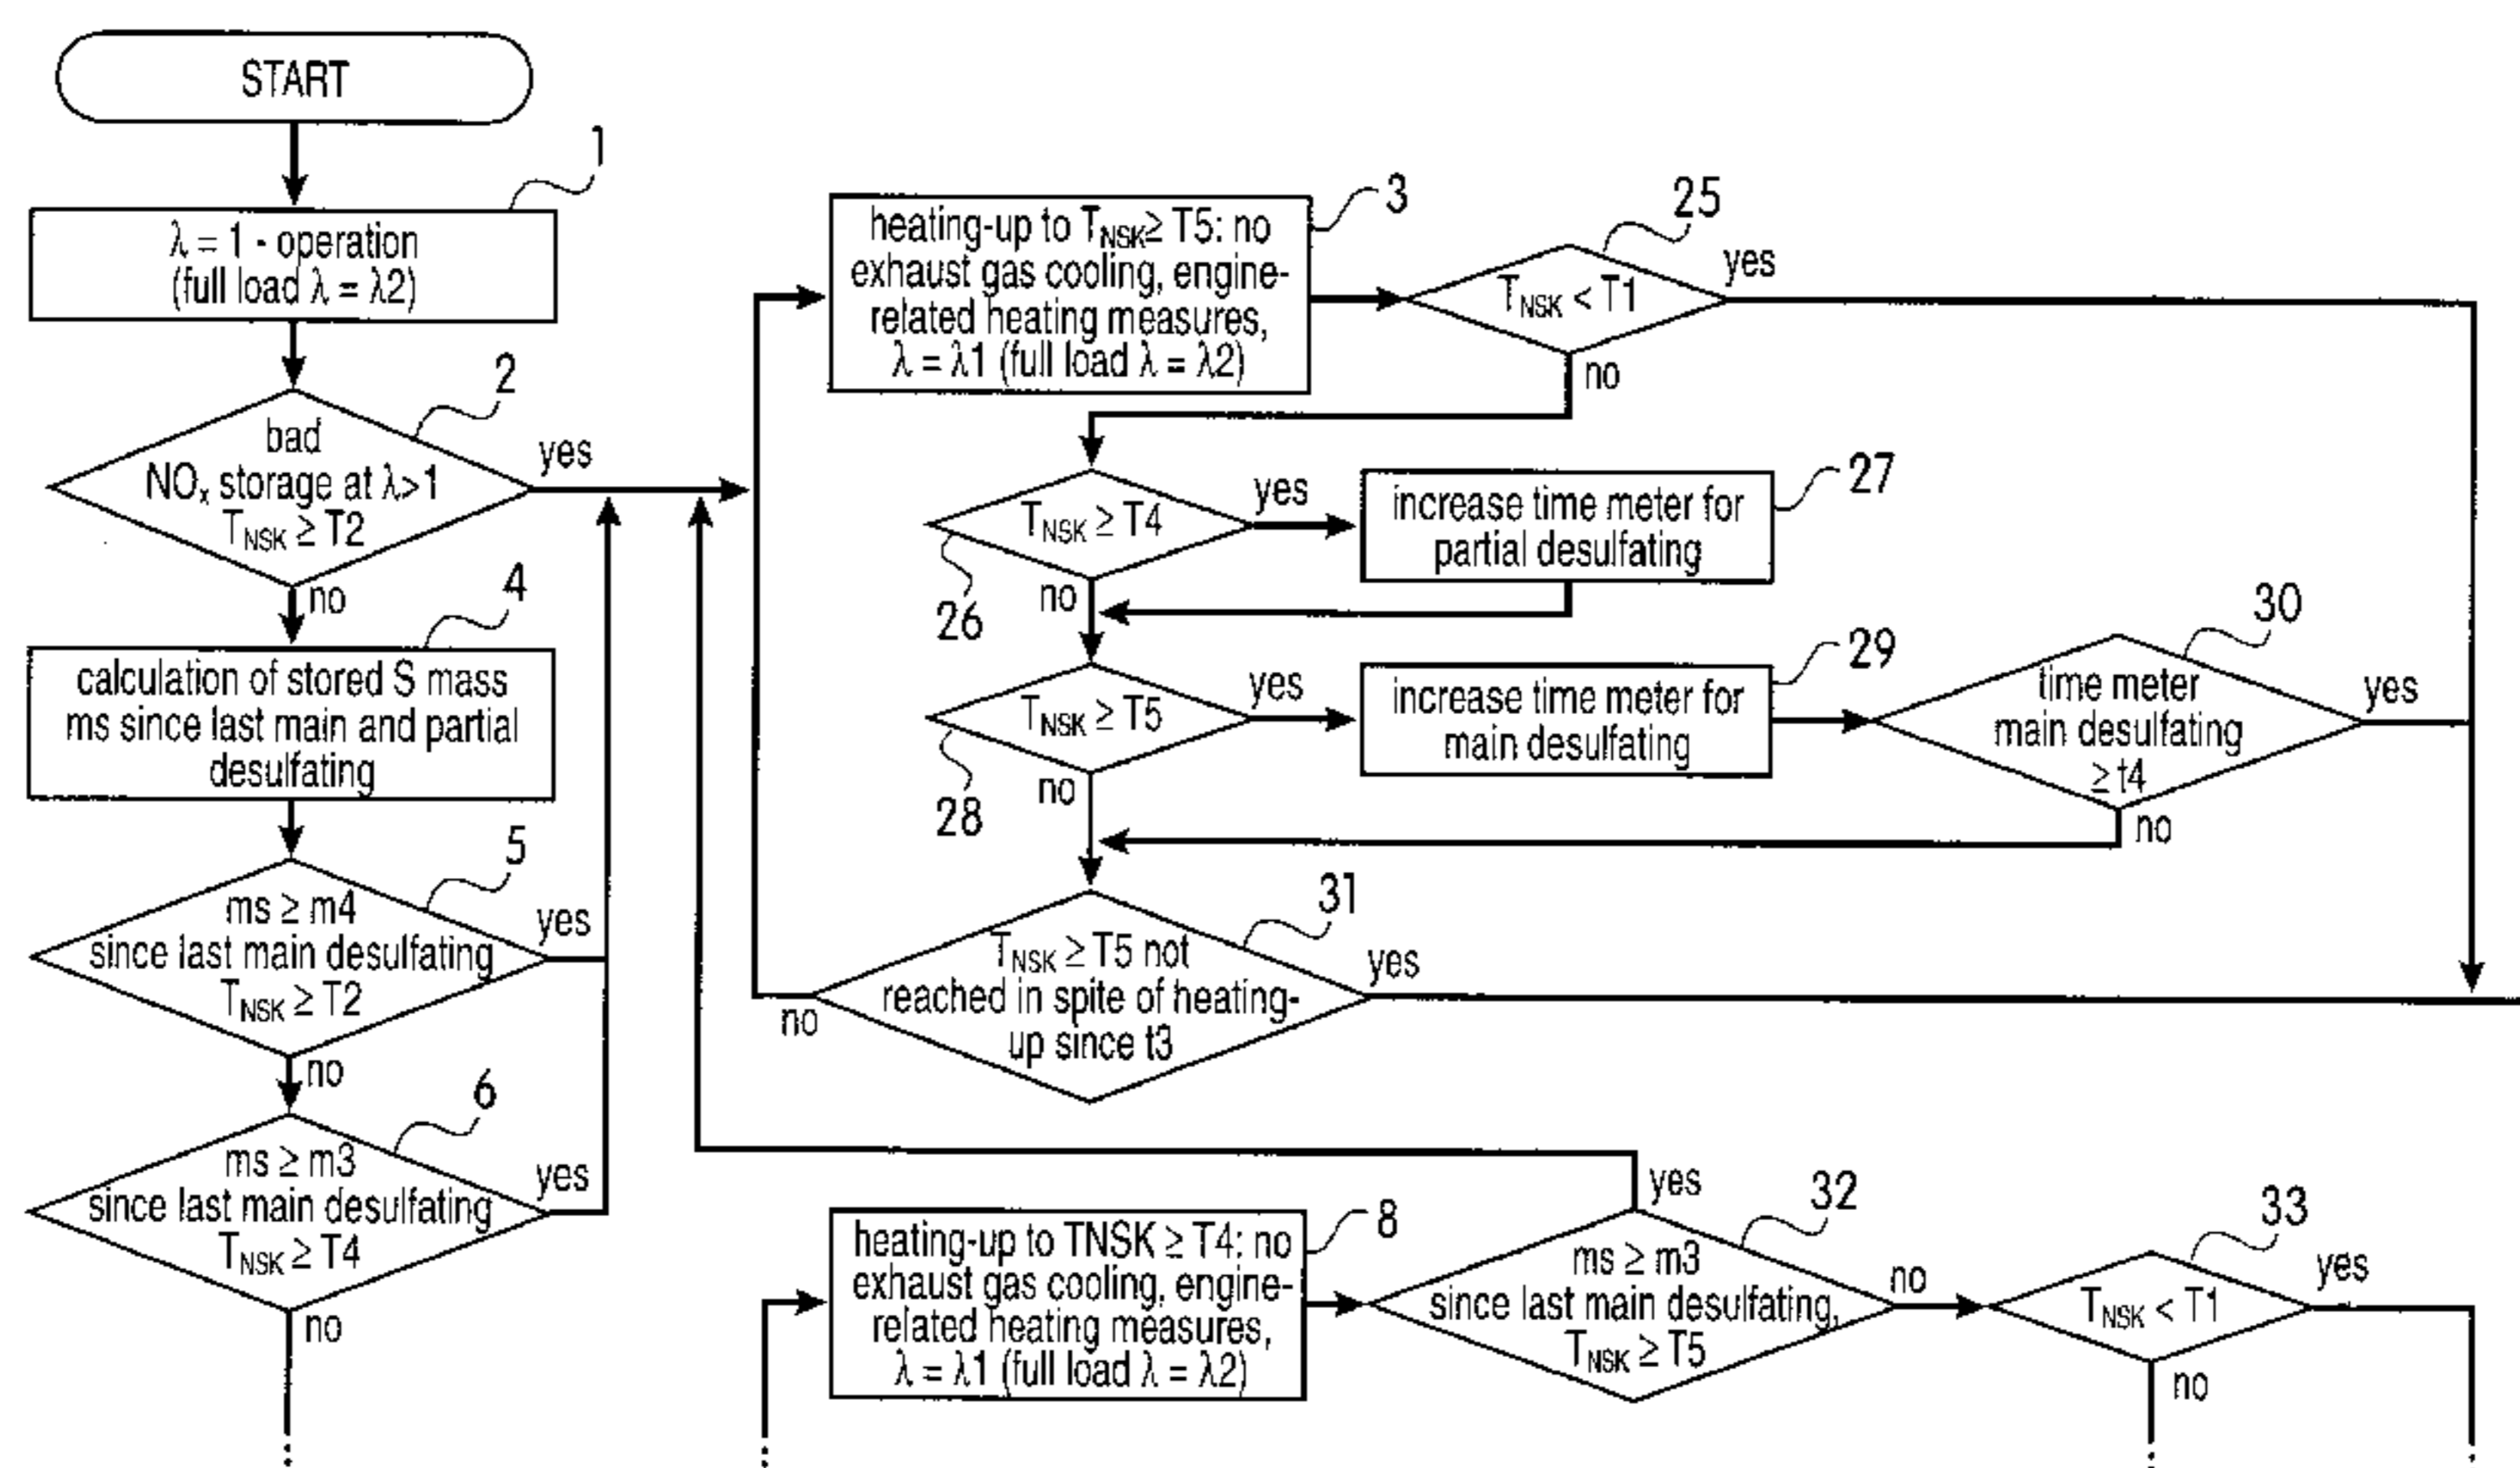 START
1
λ = 1 - operation
(full load λ = λ2)
2
bad
NOx storage at λ>1
TNSK ≥ T2
yes
no
4
calculation of stored S mass
ms since last main and partial
desulfating
5
ms ≥ m4
since last main desulfating
TNSK ≥ T2
yes
no
6
ms ≥ m3
since last main desulfating
TNSK ≥ T4
yes
no
3
heating-up to TNSK≥ T5: no
exhaust gas cooling, engine-
related heating measures,
λ = λ1 (full load λ = λ2)
25
TNSK < T1
yes
no
26
TNSK ≥ T4
yes
no
27
increase time meter for
partial desulfating
28
TNSK ≥ T5
yes
no
29
increase time meter for
main desulfating
30
time meter
main desulfating
≥ t4
yes
no
31
TNSK ≥ T5 not
reached in spite of heating-
up since t3
yes
no
8
heating-up to TNSK ≥ T4: no
exhaust gas cooling, engine-
related heating measures,
λ = λ1 (full load λ = λ2)
32
ms ≥ m3
since last main desulfating,
TNSK ≥ T5
yes
no
33
TNSK < T1
yes
no